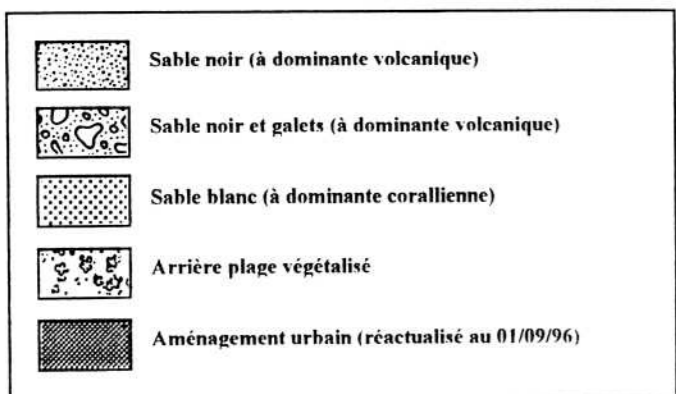 Sable noir (à dominante volcanique)
Sable noir et galets (à dominante volcanique)
Sable blanc (à dominante corallienne)
Arrière plage végétalisé
Aménagement urbain (réactualisé au 01/09/96)